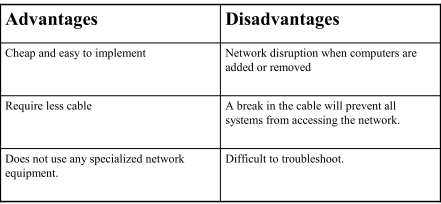 Advantages
Disadvantages
Cheap and easy to implement
Network disruption when computers are
added or removed
Require less cable
A break in the cable will prevent all
systems from accessing the network.
Does not use any specialized network
equipment.
Difficult to troubleshoot.